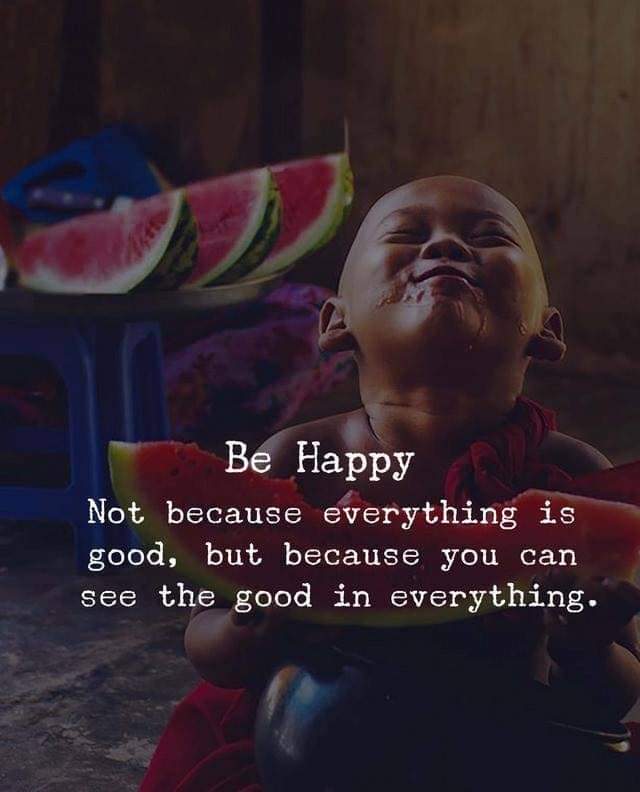 Be Happy
Not because everything is
good, but because you can
see the good in everything.